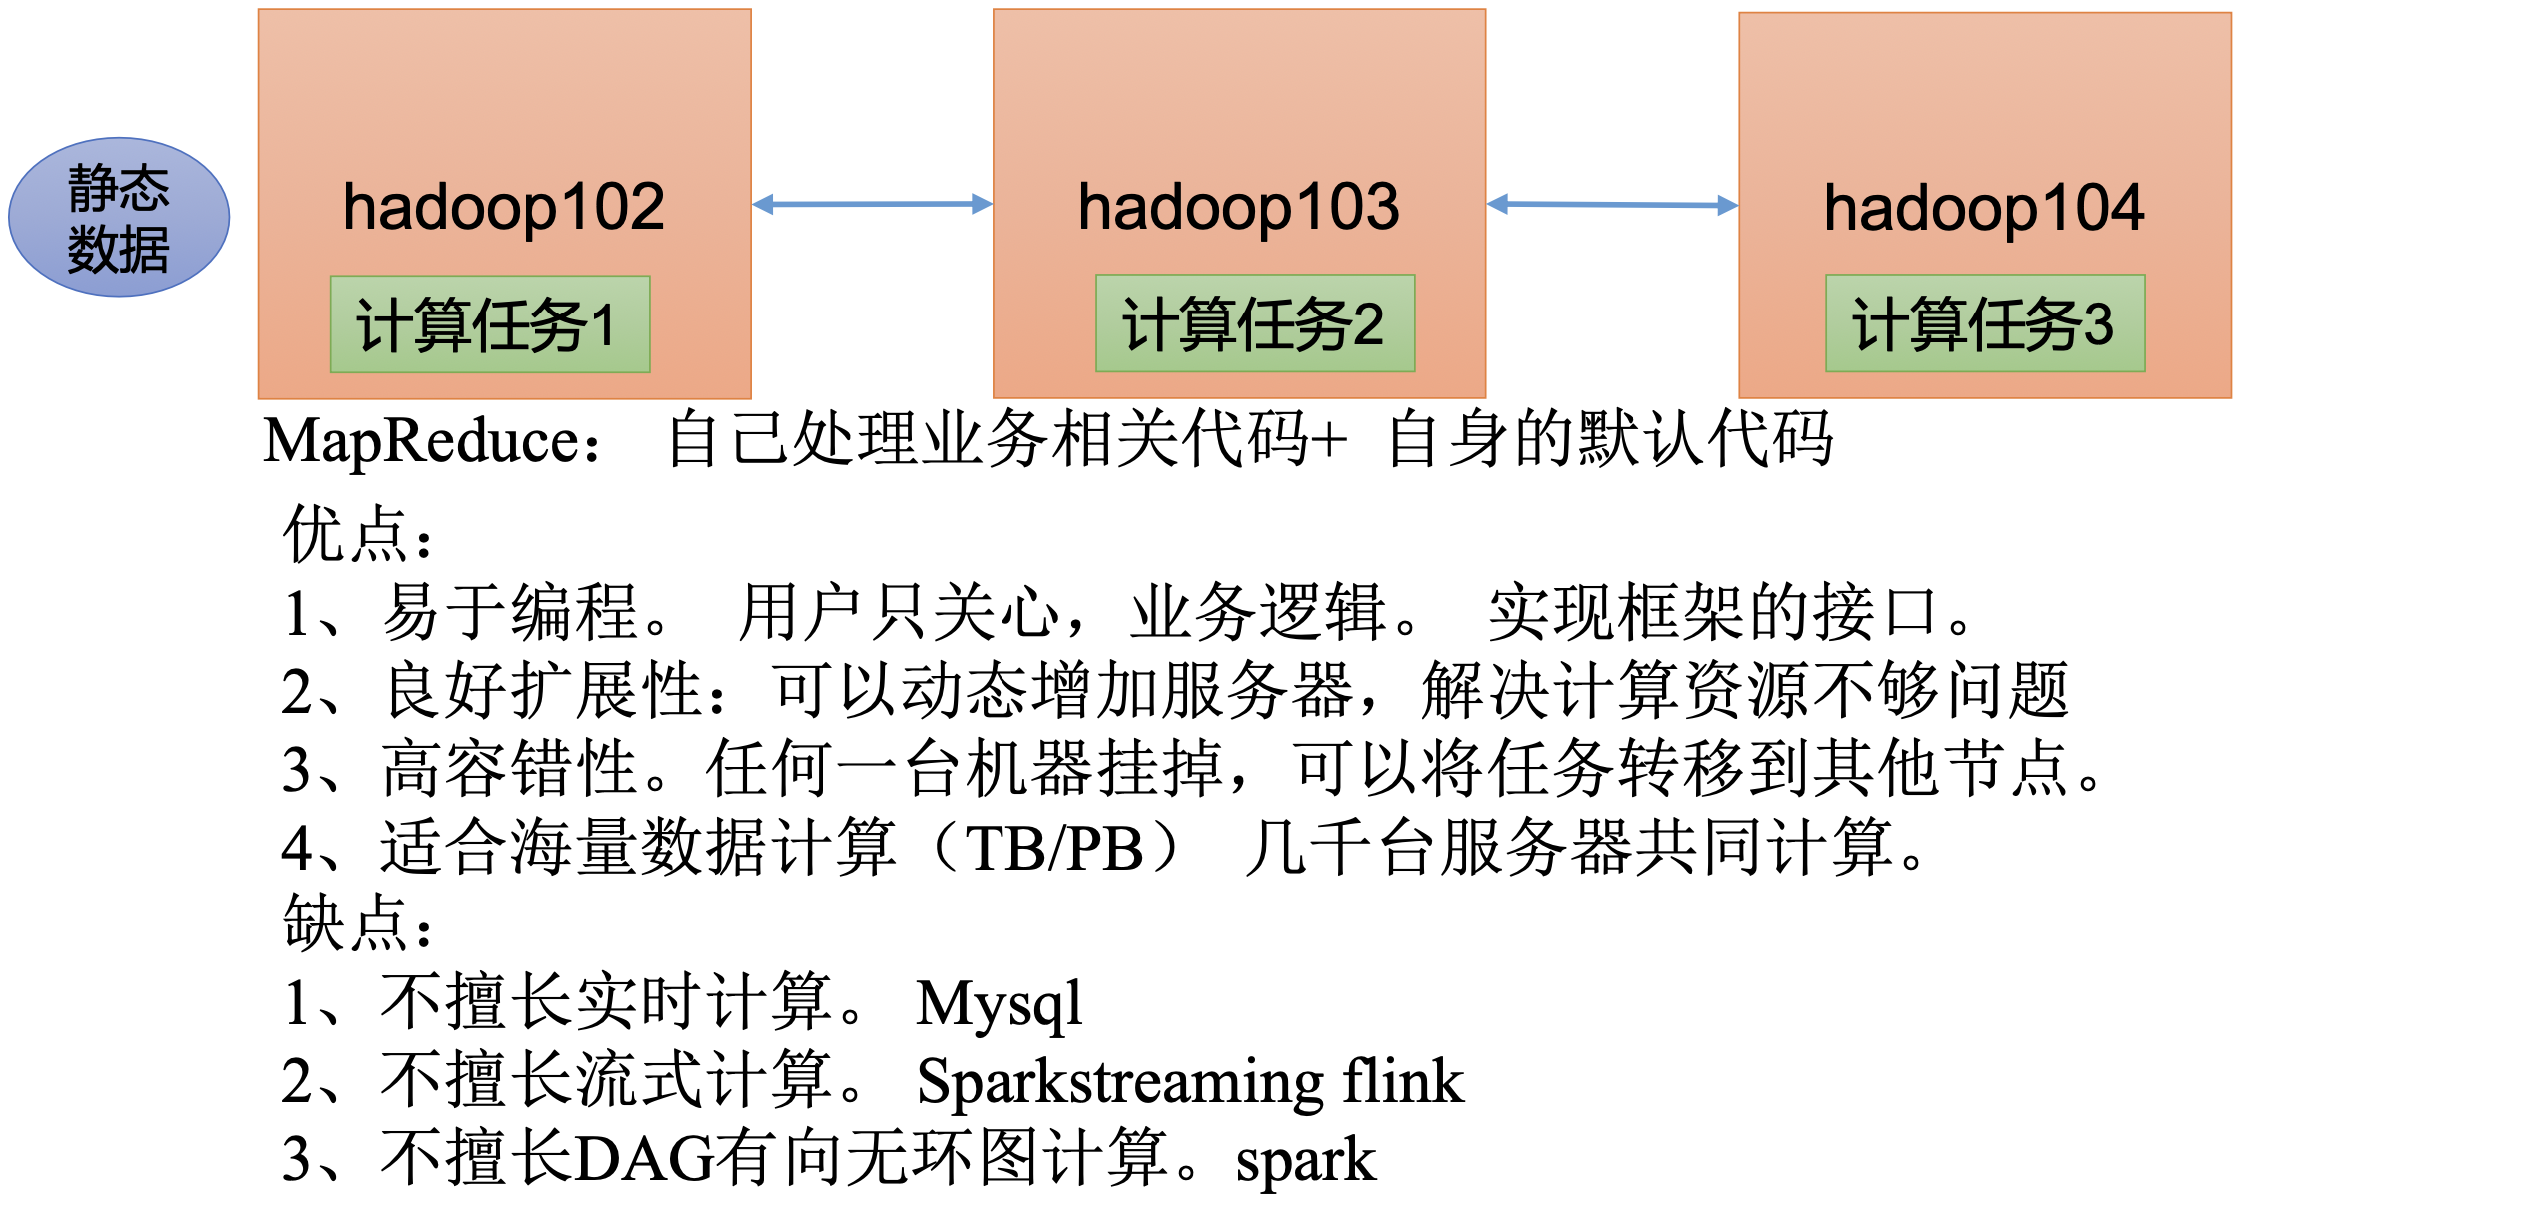 静态
数据
hadoop102
hadoop103
hadoop104
计算任务1
计算任务2
计算任务3
MapReduce： 自己处理业务相关代码+ 自身的默认代码
优点：
1、易于编程。 用户只关心，业务逻辑。 实现框架的接口。
2、良好扩展性：可以动态增加服务器，解决计算资源不够问题
3、高容错性。任何一台机器挂掉，可以将任务转移到其他节点。
4、适合海量数据计算（TB/PB） 几千台服务器共同计算。
缺点：
1、不擅长实时计算。 Mysql
2、不擅长流式计算。 Sparkstreaming flink
3、不擅长DAG有向无环图计算。spark